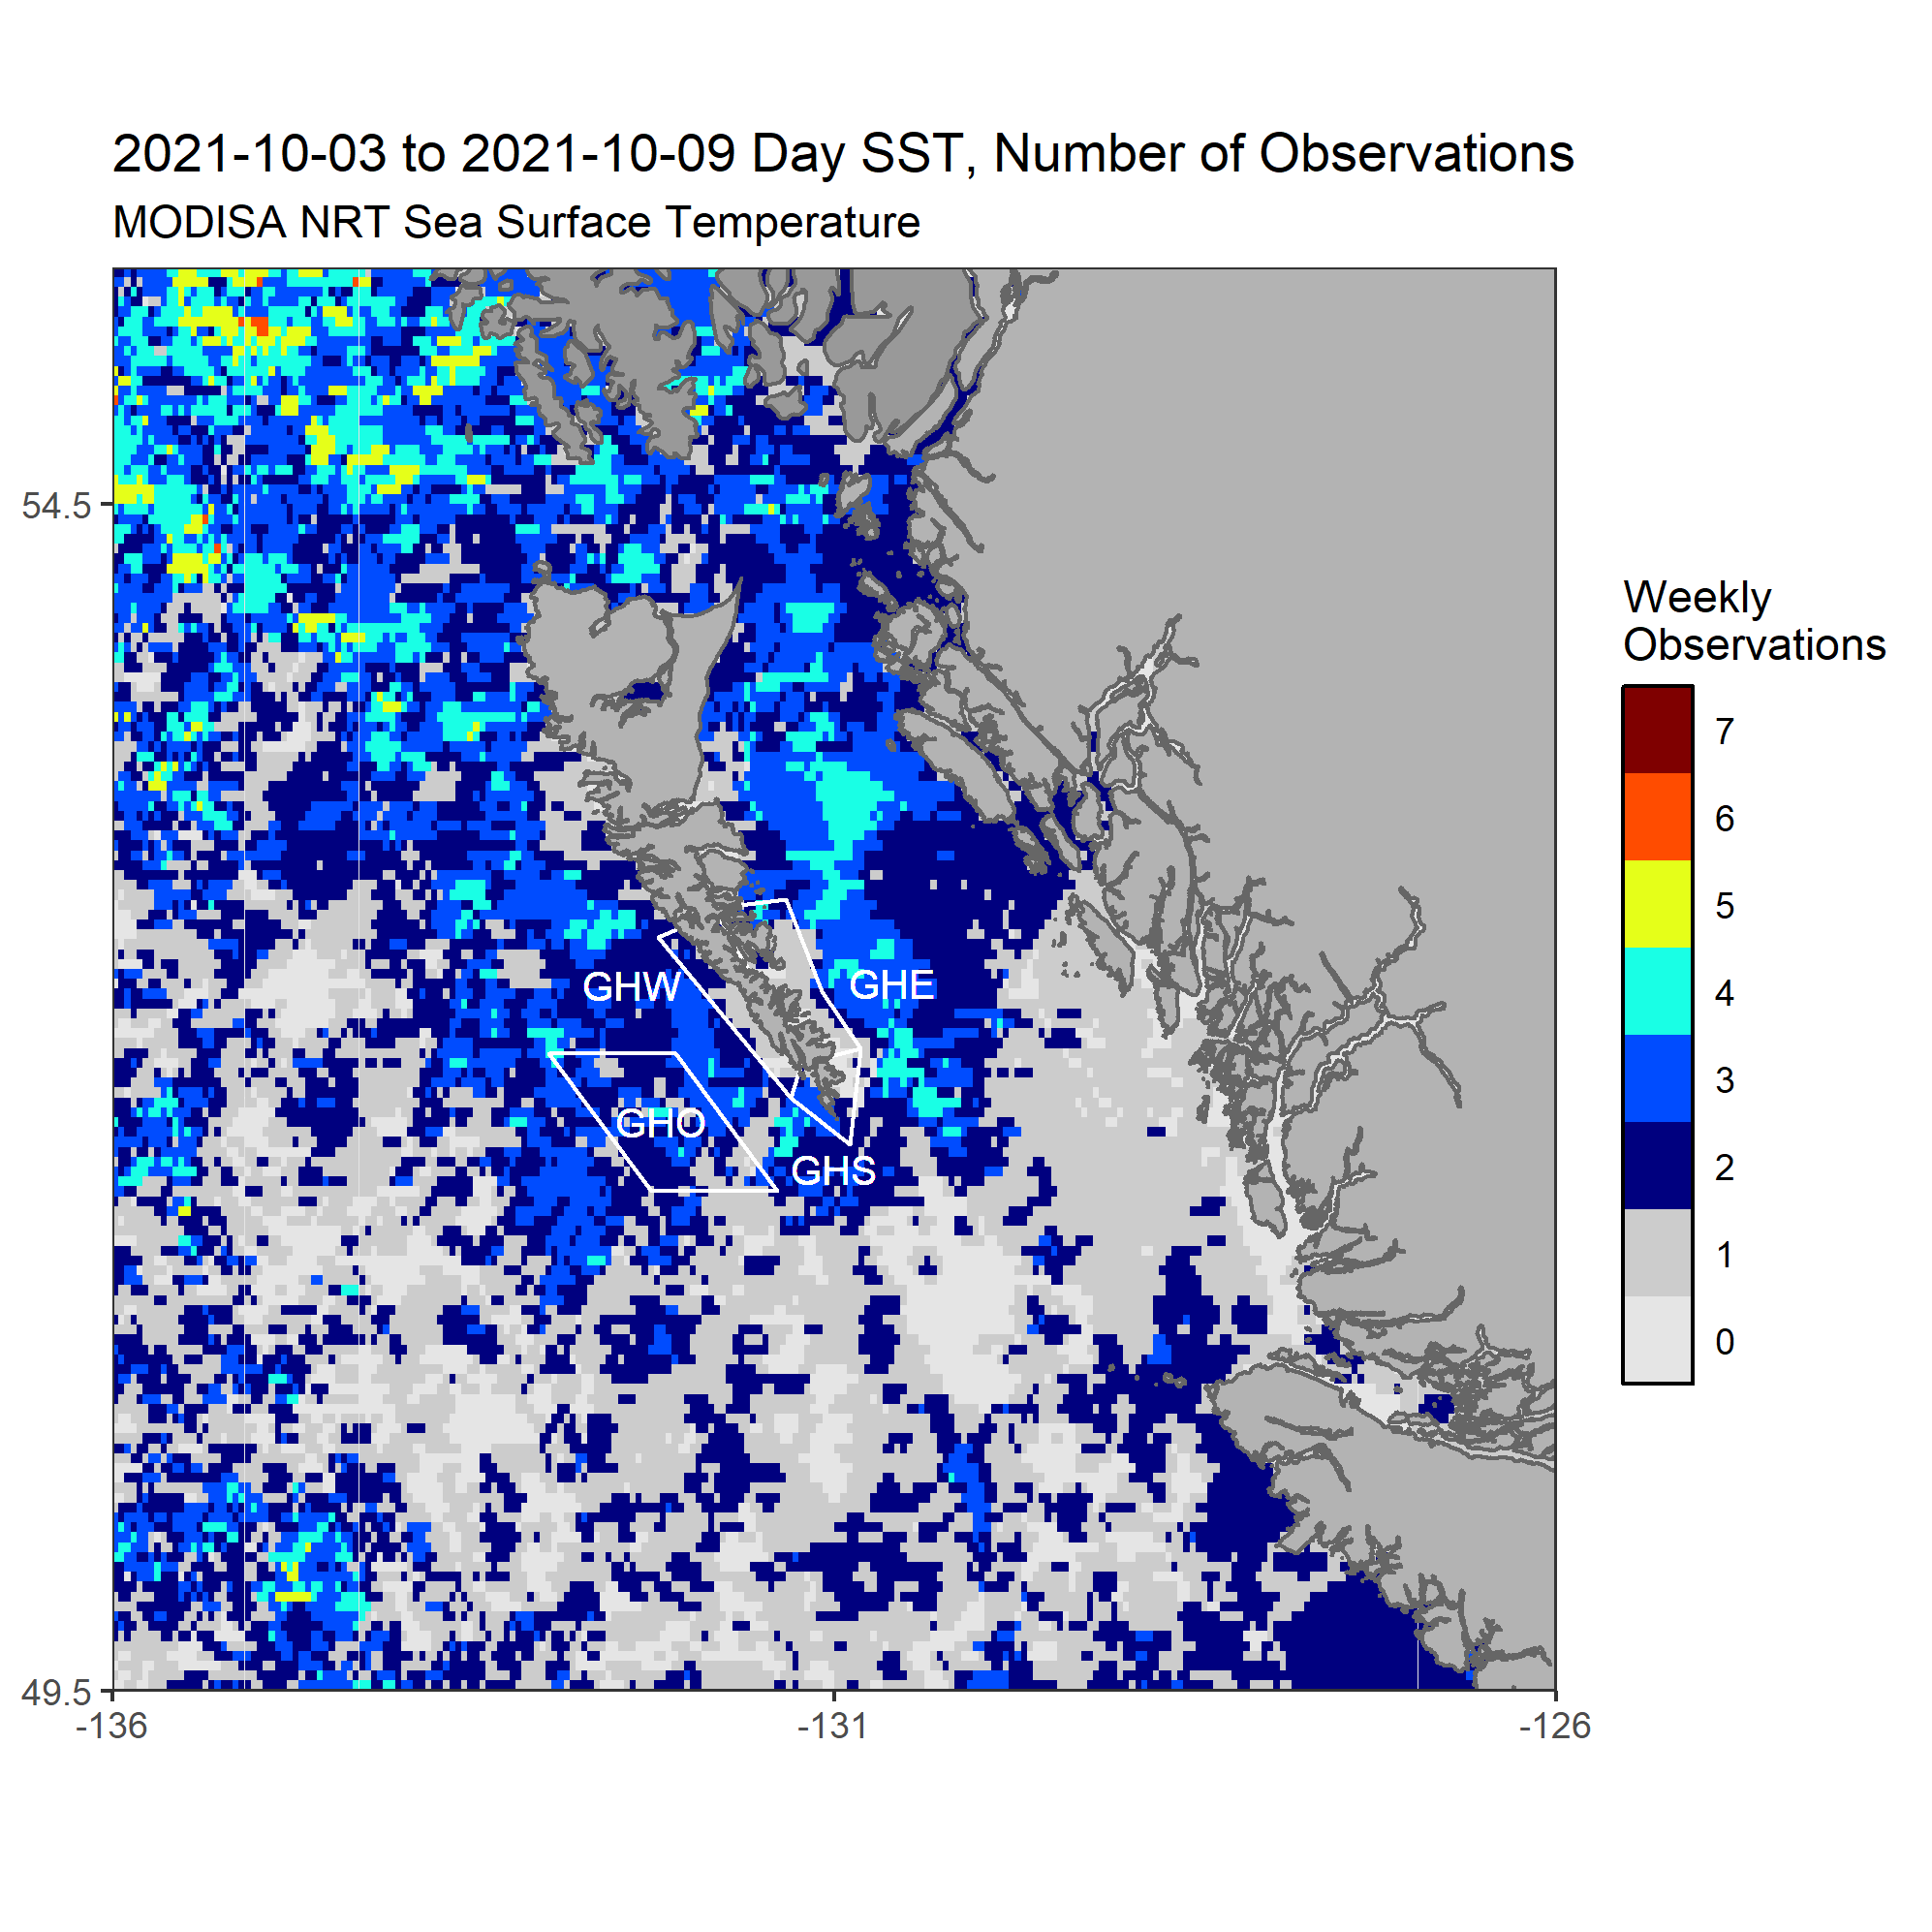 2021-10-03 to 2021-10-09 Day SST, Number of Observations
MODISA NRT Sea Surface Temperature
54.5
49.5
-136
-131
-126
GHW
GHE
GHO
GHS
Weekly
Observations
7
6
5
4
3
2
1
0